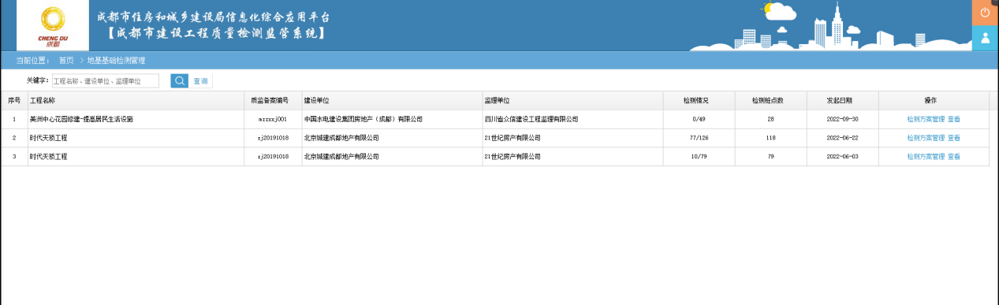 成都市住房和城乡建设局信息化综合应用平台
【成都市建设工程质量检测监管系统】
CHENG DU
成都
当前位置： 首页 > 地基基础检测管理
关键字： 工程名称、建设单位、监理单位 查询
序号 工程名称 质监备案编号 建设单位 监理单位 检测情况 检测桩点数 发起日期 操作
1 美洲中心花园修建-提高居民生活设施 中国水电建设集团房地产（成都）有限公司 四川省众信建设工程监理有限公司 0/49 28 2022-09-30 检测方案管理 查看
2 时代天骄工程 zj20191018 北京城建成都地产有限公司 21世纪房产有限公司 77/126 118 2022-06-22 检测方案管理 查看
3 时代天骄工程 zj20191018 北京城建成都地产有限公司 21世纪房产有限公司 10/79 79 2022-06-03 检测方案管理 查看